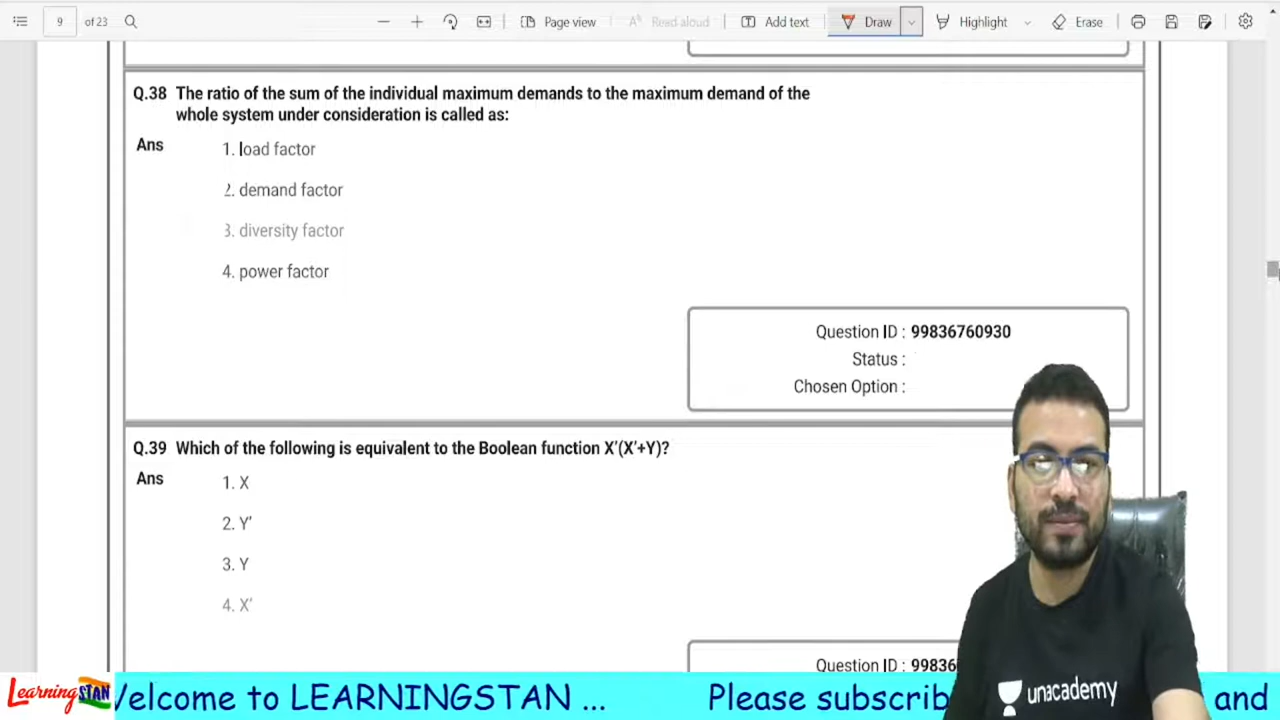 9 of 23 Page view Read aloud Add text Draw Highlight Erase
Q.38 The ratio of the sum of the individual maximum demands to the maximum demand of the
whole system under consideration is called as:
Ans
1. load factor
2. demand factor
3. diversity factor
4. power factor
Question ID : 99836760930
Status :
Chosen Option :
Q.39 Which of the following is equivalent to the Boolean function X'(X'+Y)?
Ans
1. X
2. Y'
3. Y
4. X'
Question ID : 99836
unacademy
LearningSTAN Welcome to LEARNINGSTAN ... Please subscrib and